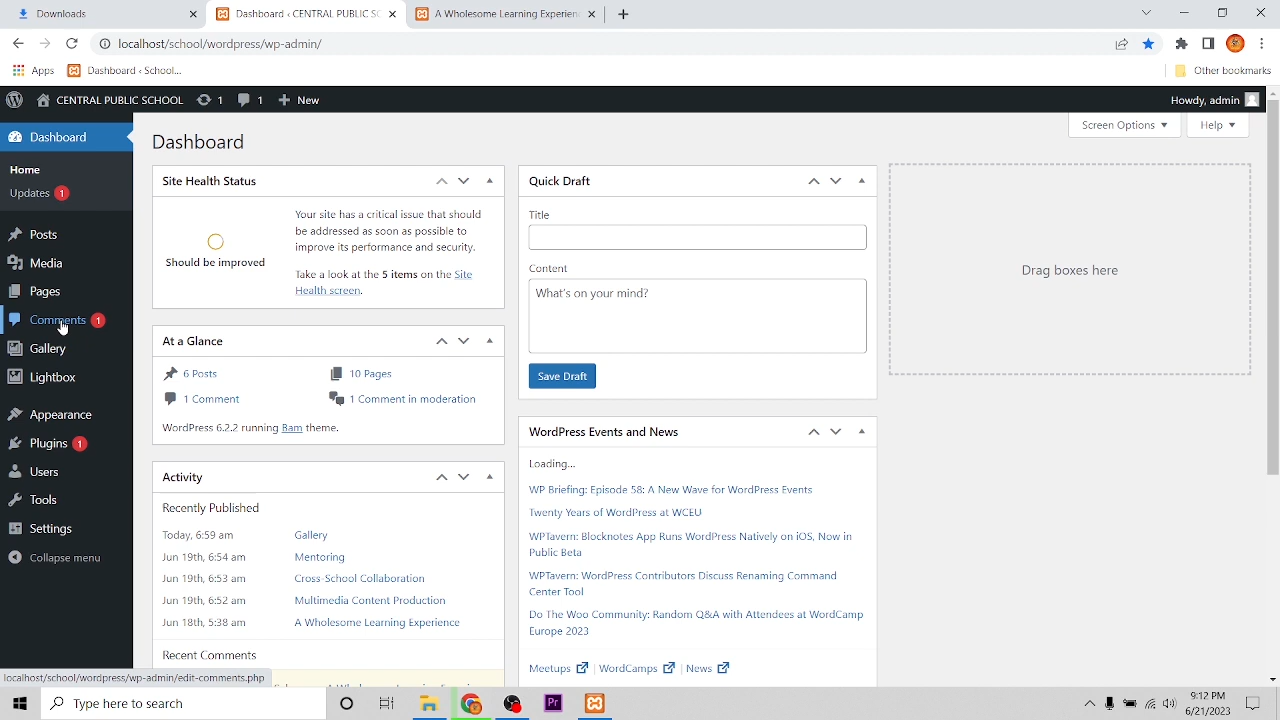 Downloads
Dashboard ‹ CENTRAL PUBLIC SC
A Wholesome Learning Experien
localhost/school/wordpress/wp-admin/
Apps
Dashboard ‹ School...
Other bookmarks
CENTRAL PUBLIC SCHOOL
1
1
New
Howdy, admin
Dashboard
Home
Updates 1
Posts
Media
Pages
Comments 1
Gallery
Lightbox
Appearance
Plugins 1
Users
Tools
Settings
Collapse menu
Dashboard
Screen Options
Help
Site Health Status
Should be improved
Your site has a critical issue that should
be addressed as soon as possible to
improve its performance and security.
Take a look at the 5 items on the Site
Health screen.
At a Glance
6 Posts
10 Pages
1 Comment
1 Comment in moderation
WordPress 6.2.2 running Bam theme.
Activity
Recently Published
Today, 6:59 am Gallery
Jun 19th, 6:54 am Mentoring
Jun 19th, 6:53 am Cross School Collaboration
Jun 19th, 6:52 am Multimedia Content Production
Jun 18th, 5:38 am A Wholesome Learning Experience
Recent Comments
Quick Draft
Title
Content
What's on your mind?
Save Draft
WordPress Events and News
Loading...
WP Briefing: Episode 58: A New Wave for WordPress Events
Twenty Years of WordPress at WCEU
WPTavern: Blocknotes App Runs WordPress Natively on iOS, Now in
Public Beta
WPTavern: WordPress Contributors Discuss Renaming Command
Center Tool
Do The Woo Community: Random Q&A with Attendees at WordCamp
Europe 2023
Meetups | WordCamps | News
Drag boxes here
localhost/school/wordpress/wp-admin/edit-comments.php
Type here to search
Pr
9:12 PM
6/21/2023